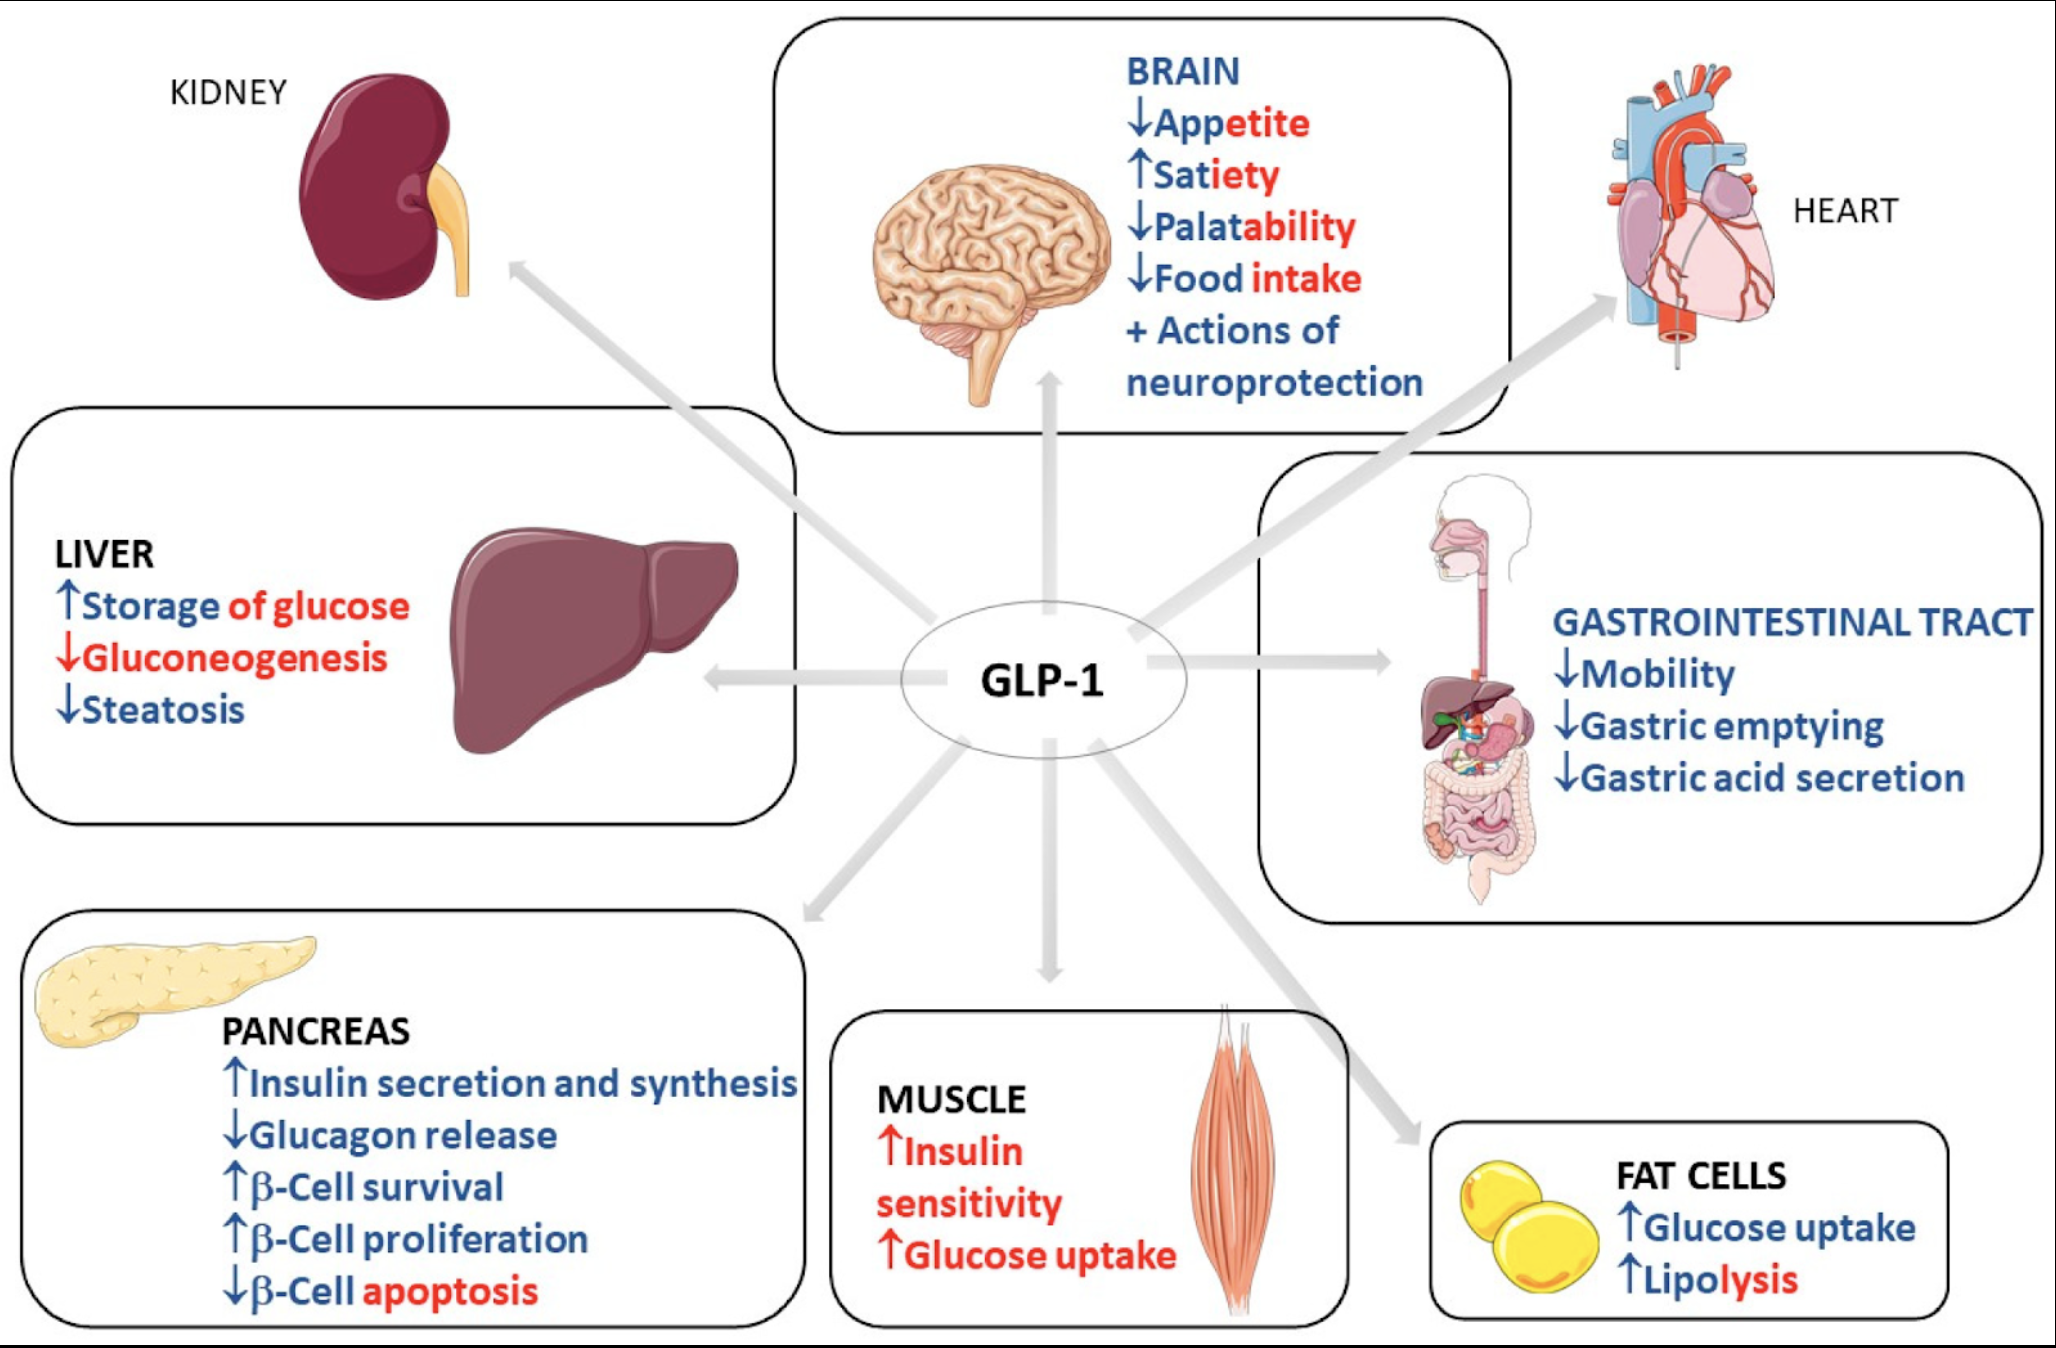 KIDNEY
BRAIN
↓Appetite
↑Satiety
↓Palatability
↓Food intake
+ Actions of
neuroprotection
HEART
LIVER
↑Storage of glucose
↓Gluconeogenesis
↓Steatosis
GLP-1
GASTROINTESTINAL TRACT
↓Mobility
↓Gastric emptying
↓Gastric acid secretion
PANCREAS
↑Insulin secretion and synthesis
↓Glucagon release
↑β-Cell survival
↑β-Cell proliferation
↓β-Cell apoptosis
MUSCLE
↑Insulin
sensitivity
↑Glucose uptake
FAT CELLS
↑Glucose uptake
↑Lipolysis